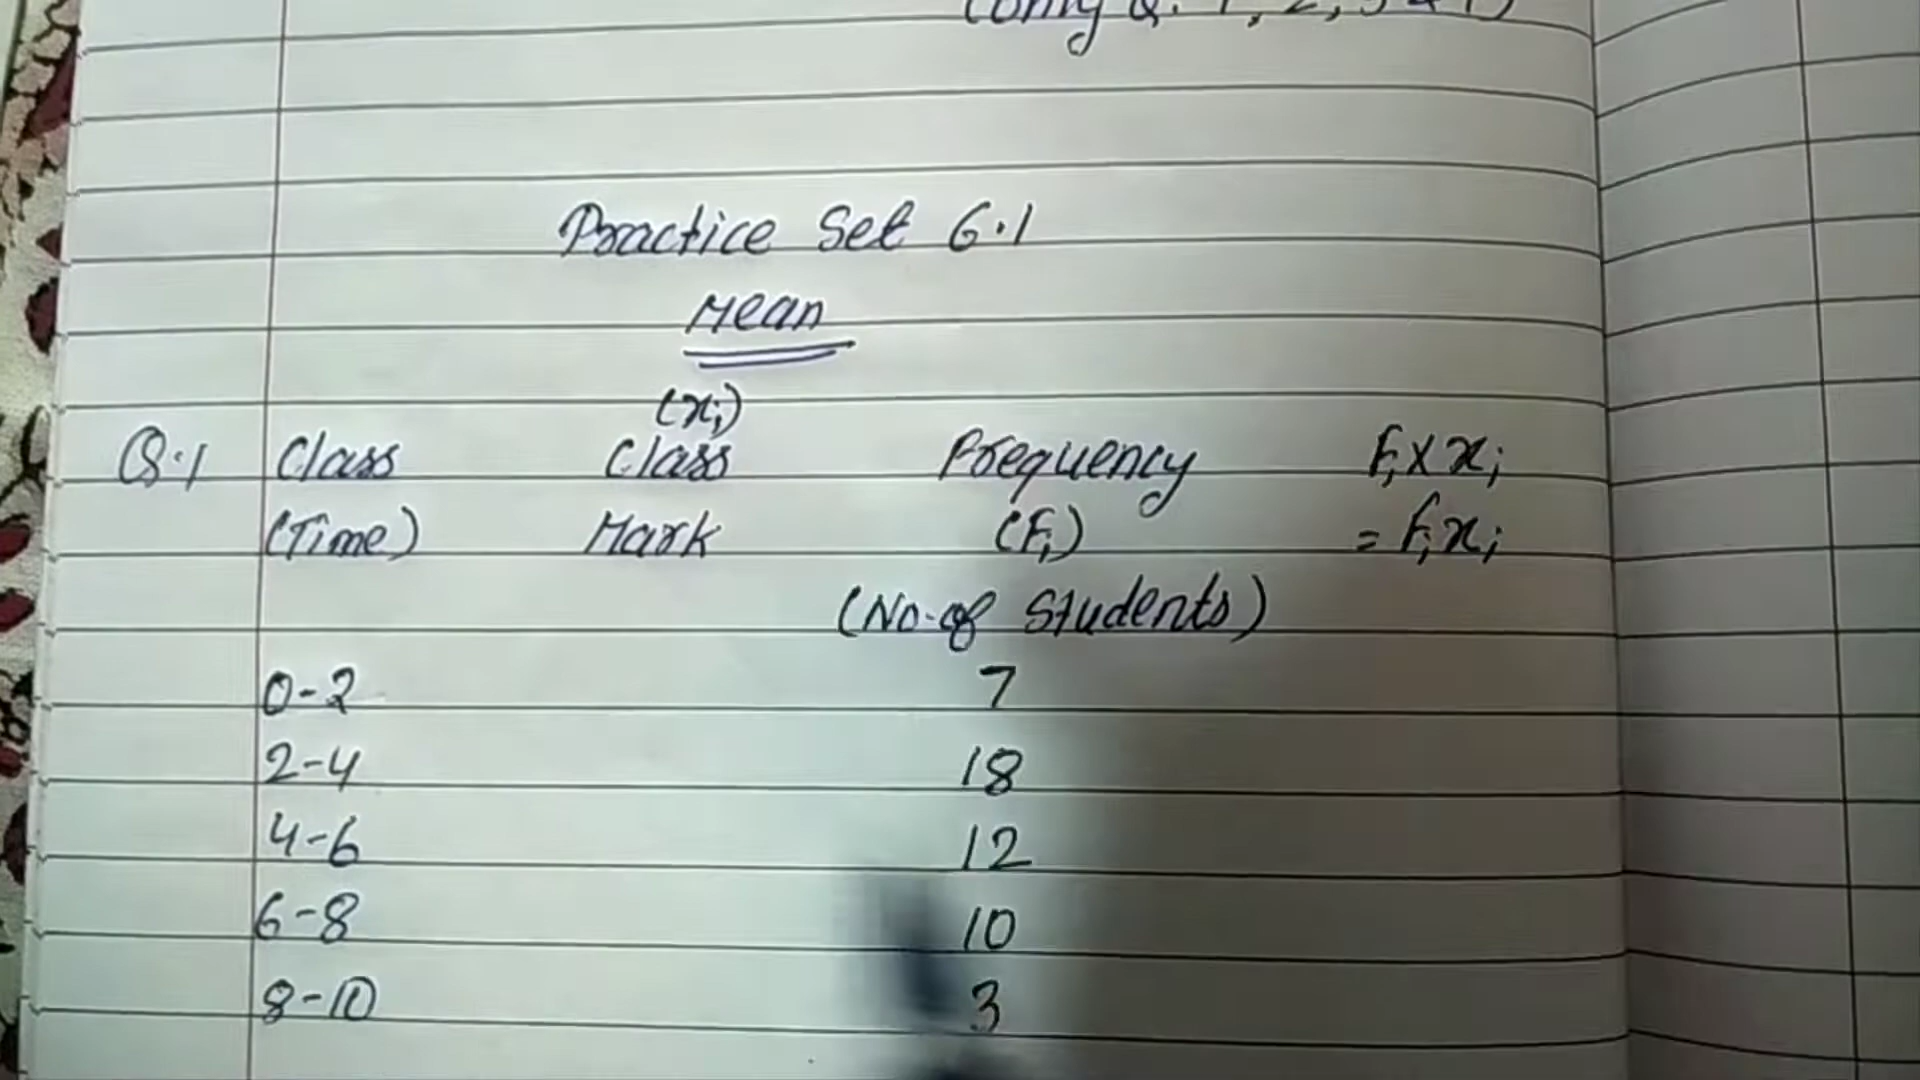 Practice Set 6.1
Mean
(xi)
Q.1 Class Class Frequency Fi X xi
(Time) Mark (Fi) = fixi
(No. of Students)
0-2 7
2-4 18
4-6 12
6-8 10
8-10 3